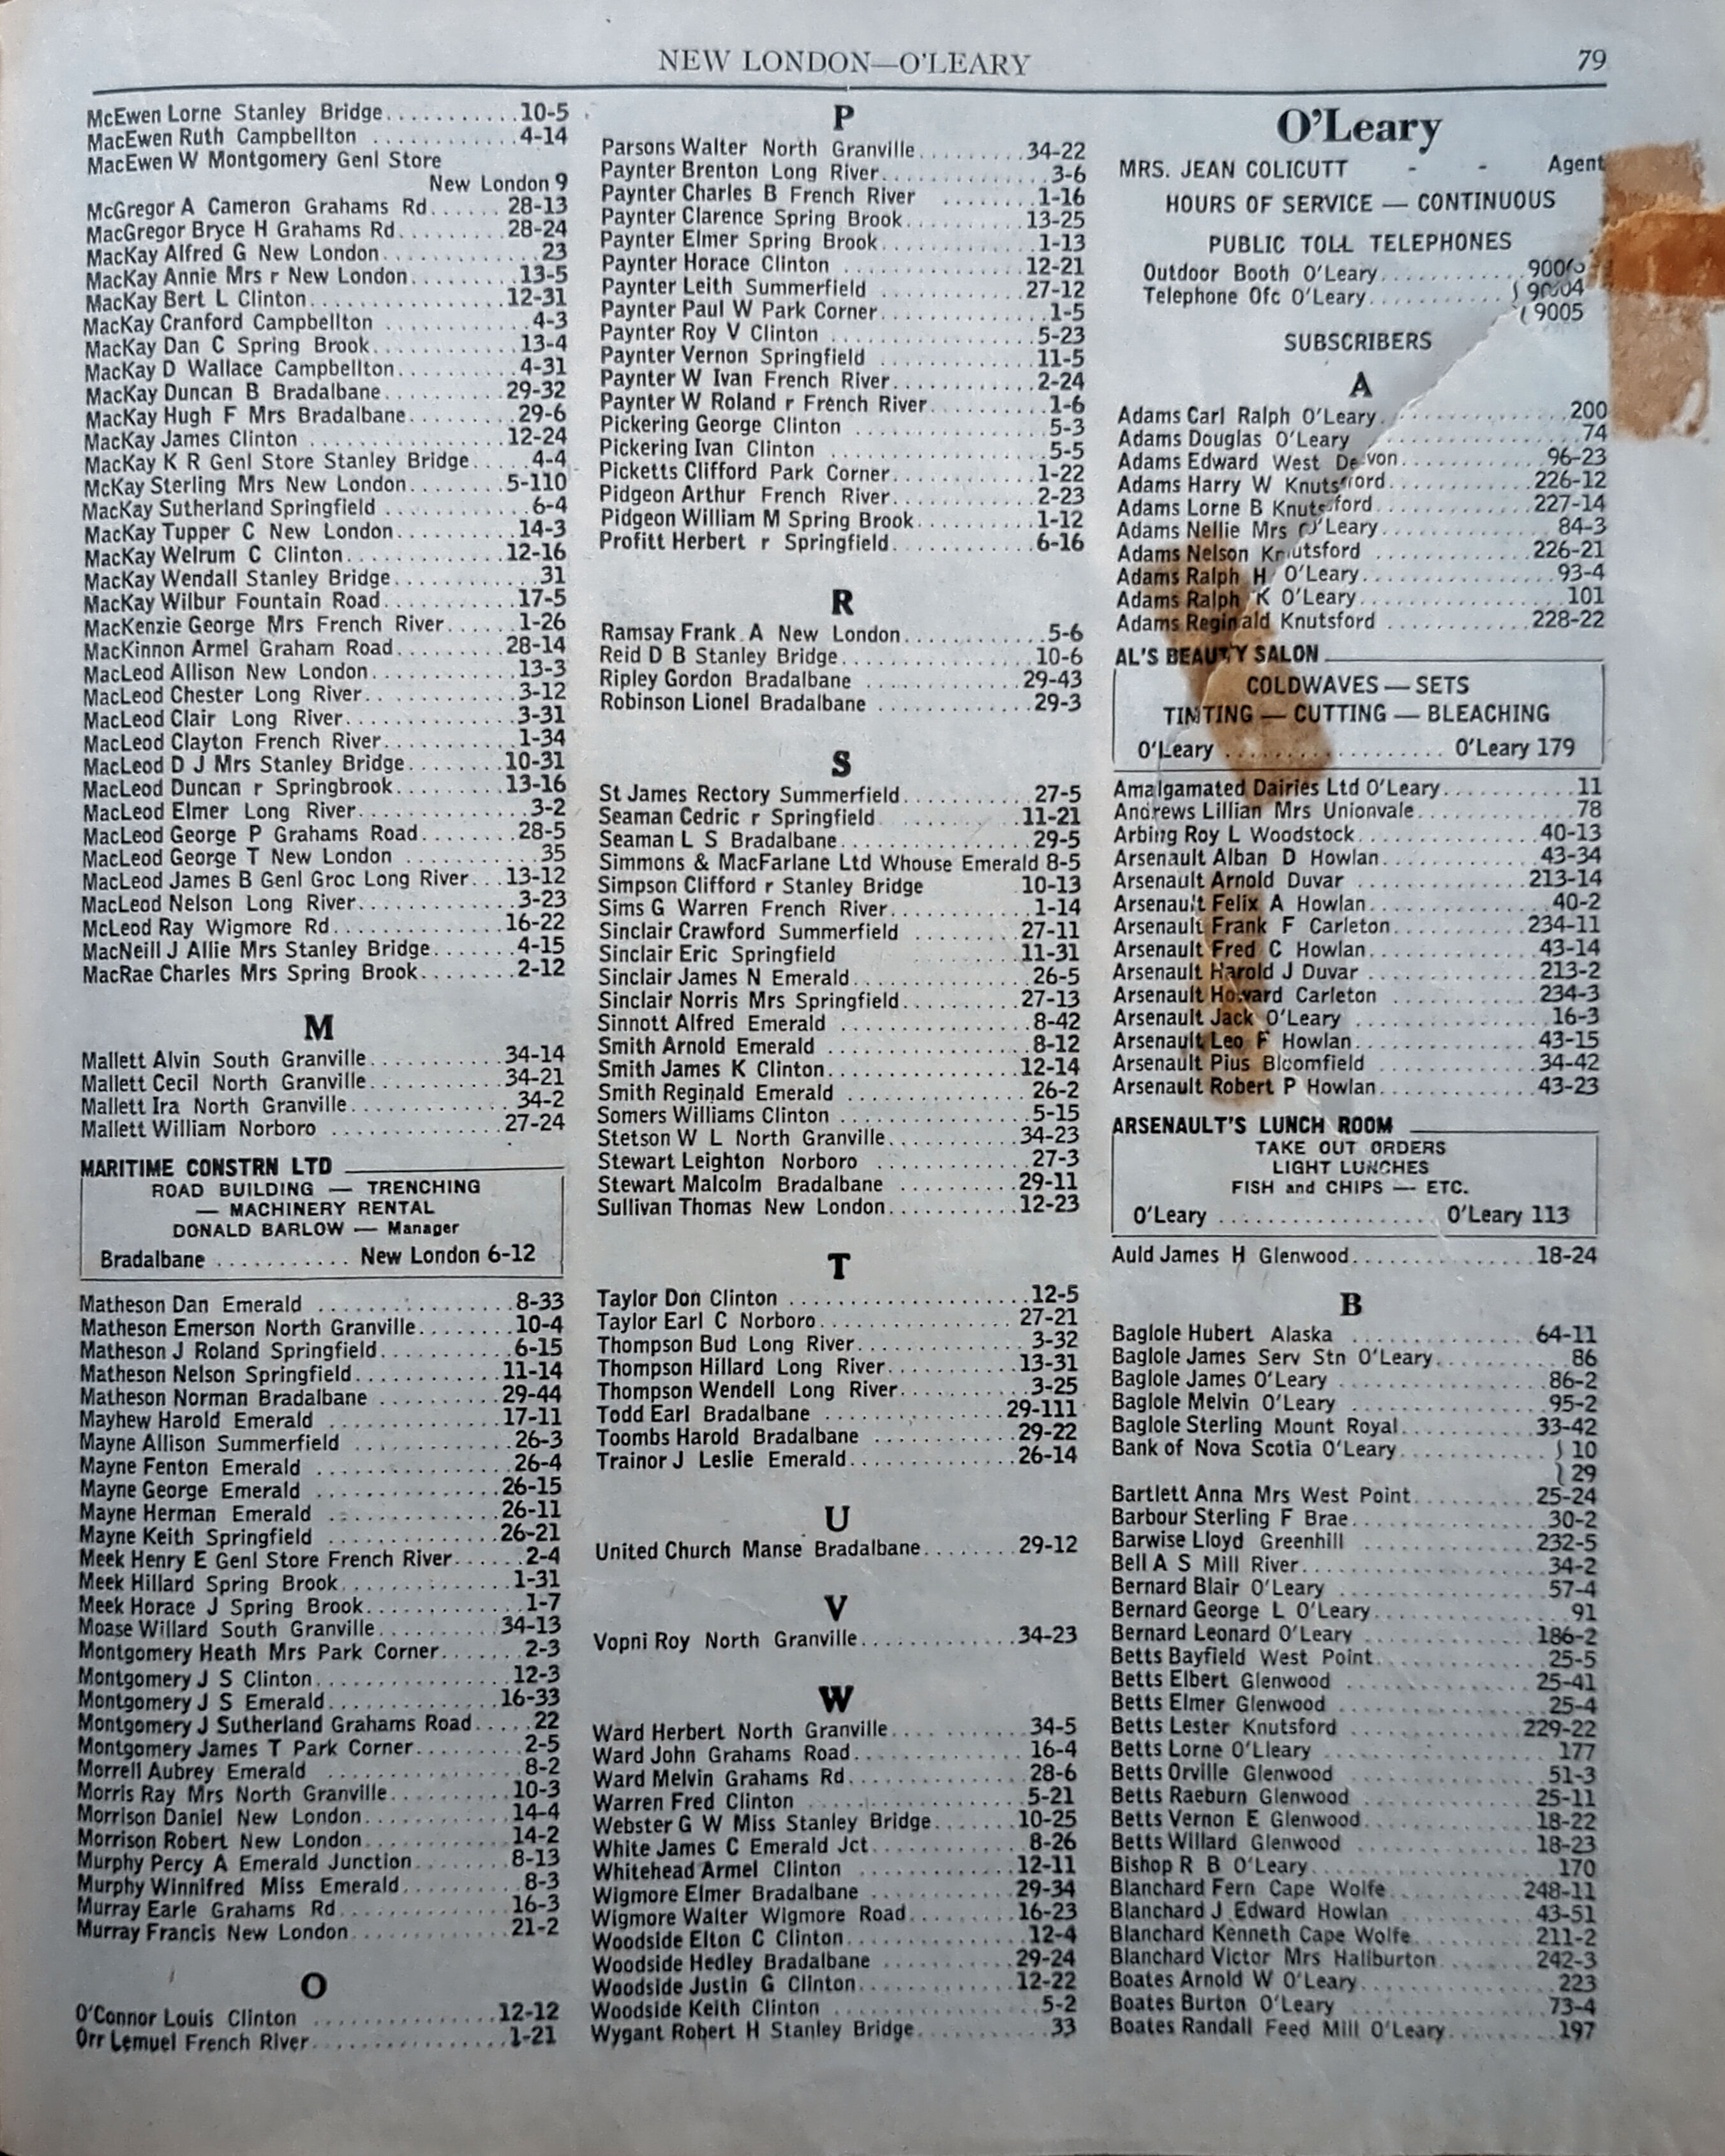 NEW LONDON—O'LEARY 79
McEwen Lorne Stanley Bridge...........10-5
MacEwen Ruth Campbellton ............4-14
MacEwen W Montgomery Genl Store
New London 9
McGregor A Cameron Grahams Rd...... 28-13
MacGregor Bryce H Grahams Rd.........28-24
MacKay Alfred G New London.............23
MacKay Annie Mrs r New London.........13-5
MacKay Bert L Clinton................12-31
MacKay Cranford Campbellton ............4-3
MacKay Dan C Spring Brook............13-4
MacKay D Wallace Campbellton.........4-31
MacKay Duncan B Bradalbane.........29-32
MacKay Hugh F Mrs Bradalbane........29-6
MacKay James Clinton ...............12-24
MacKay K R Genl Store Stanley Bridge.....4-4
McKay Sterling Mrs New London.......5-110
MacKay Sutherland Springfield ............6-4
MacKay Tupper C New London..........14-3
MacKay Welrum C Clinton.............12-16
MacKay Wendall Stanley Bridge...........31
MacKay Wilbur Fountain Road..........17-5
MacKenzie George Mrs French River......1-26
MacKinnon Armel Graham Road........28-14
MacLeod Allison New London...........13-3
MacLeod Chester Long River............3-12
MacLeod Clair Long River..............3-31
MacLeod Clayton French River..........1-34
MacLeod D J Mrs Stanley Bridge.......10-31
MacLeod Duncan r Springbrook........13-16
MacLeod Elmer Long River..............3-2
MacLeod George P Grahams Road.......28-5
MacLeod George T New London ..........35
MacLeod James B Genl Groc Long River...13-12
MacLeod Nelson Long River............3-23
McLeod Ray Wigmore Rd.............16-22
MacNeill J Allie Mrs Stanley Bridge......4-15
MacRae Charles Mrs Spring Brook.......2-12
M
Mallett Alvin South Granville...........34-14
Mallett Cecil North Granville...........34-21
Mallett Ira North Granville..............34-2
Mallett William Norboro ..............27-24
MARITIME CONSTRN LTD
ROAD BUILDING — TRENCHING
— MACHINERY RENTAL
DONALD BARLOW — Manager
Bradalbane ........... New London 6-12
Matheson Dan Emerald ................8-33
Matheson Emerson North Granville.......10-4
Matheson J Roland Springfield...........6-15
Matheson Nelson Springfield............11-14
Matheson Norman Bradalbane ..........29-44
Mayhew Harold Emerald ..............17-11
Mayne Allison Summerfield .............26-3
Mayne Fenton Emerald ................26-4
Mayne George Emerald ..............26-15
Mayne Herman Emerald ..............26-11
Mayne Keith Springfield ..............26-21
Meek Henry E Genl Store French River......2-4
Meek Hillard Spring Brook..............1-31
Meek Horace J Spring Brook.............1-7
Moase Willard South Granville..........34-13
Montgomery Heath Mrs Park Corner.......2-3
Montgomery J S Clinton................12-3
Montgomery J S Emerald..............16-33
Montgomery J Sutherland Grahams Road.....22
Montgomery James T Park Corner.........2-5
Morrell Aubrey Emerald ................8-2
Morris Ray Mrs North Granville.........10-3
Morrison Daniel New London............14-4
Morrison Robert New London............14-2
Murphy Percy A Emerald Junction........8-13
Murphy Winnifred Miss Emerald..........8-3
Murray Earle Grahams Rd..............16-3
Murray Francis New London.............21-2
O
O'Connor Louis Clinton ..............12-12
Orr Lemuel French River................1-21
P
Parsons Walter North Granville.........34-22
Paynter Brenton Long River..............3-6
Paynter Charles B French River ........1-16
Paynter Clarence Spring Brook..........13-25
Paynter Elmer Spring Brook.............1-13
Paynter Horace Clinton ...............12-21
Paynter Leith Summerfield ............27-12
Paynter Paul W Park Corner.............1-5
Paynter Roy V Clinton ................5-23
Paynter Vernon Springfield ............11-5
Paynter W Ivan French River...........2-24
Paynter W Roland r French River.........1-6
Pickering George Clinton ...............5-3
Pickering Ivan Clinton .................5-5
Picketts Clifford Park Corner...........1-22
Pidgeon Arthur French River............2-23
Pidgeon William M Spring Brook.........1-12
Profitt Herbert r Springfield............6-16
R
Ramsay Frank A New London............5-6
Reid D B Stanley Bridge...............10-6
Ripley Gordon Bradalbane ............29-43
Robinson Lionel Bradalbane ............29-3
S
St James Rectory Summerfield..........27-5
Seaman Cedric r Springfield...........11-21
Seaman L S Bradalbane................29-5
Simmons & MacFarlane Ltd Whouse Emerald 8-5
Simpson Clifford r Stanley Bridge 10-13
Sims G Warren French River............1-14
Sinclair Crawford Summerfield ........27-11
Sinclair Eric Springfield 11-31
Sinclair James N Emerald..............26-5
Sinclair Norris Mrs Springfield.........27-13
Sinnott Alfred Emerald ................8-42
Smith Arnold Emerald .................8-12
Smith James K Clinton................12-14
Smith Reginald Emerald ..............26-2
Somers Williams Clinton ...............5-15
Stetson W L North Granville...........34-23
Stewart Leighton Norboro .............27-3
Stewart Malcolm Bradalbane ..........29-11
Sullivan Thomas New London..........12-23
T
Taylor Don Clinton ....................12-5
Taylor Earl C Norboro................27-21
Thompson Bud Long River..............3-32
Thompson Hillard Long River...........13-31
Thompson Wendell Long River...........3-25
Todd Earl Bradalbane ...............29-111
Toombs Harold Bradalbane ............29-22
Trainor J Leslie Emerald..............26-14
U
United Church Manse Bradalbane........29-12
V
Vopni Roy North Granville.............34-23
W
Ward Herbert North Granville...........34-5
Ward John Grahams Road..............16-4
Ward Melvin Grahams Rd..............28-6
Warren Fred Clinton .................5-21
Webster G W Miss Stanley Bridge.......10-25
White James C Emerald Jct.............8-26
Whitehead Armel Clinton .............12-11
Wigmore Elmer Bradalbane ...........29-34
Wigmore Walter Wigmore Road........16-23
Woodside Elton C Clinton..............12-4
Woodside Hedley Bradalbane ..........29-24
Woodside Justin G Clinton............12-22
Woodside Keith Clinton ...............5-2
Wygant Robert H Stanley Bridge..........33
O'Leary
MRS. JEAN COLICUTT - - Agent
HOURS OF SERVICE — CONTINUOUS
PUBLIC TOLL TELEPHONES
Outdoor Booth O'Leary..............
Telephone Ofc O'Leary............ 9004
9005
SUBSCRIBERS
A
Adams Carl Ralph O'Leary................200
Adams Douglas O'Leary ..................74
Adams Edward West Devon.............96-23
Adams Harry W Knutsford.............226-12
Adams Lorne B Knutsford..............227-14
Adams Nellie Mrs O'Leary.............84-3
Adams Nelson Knutsford .............226-21
Adams Ralph H O'Leary................93-4
Adams Ralph K O'Leary.................101
Adams Reginald Knutsford ............228-22
AL'S BEAUTY SALON
COLDWAVES — SETS
TINTING — CUTTING — BLEACHING
O'Leary .................. O'Leary 179
Amalgamated Dairies Ltd O'Leary...........11
Andrews Lillian Mrs Unionvale.............78
Arbing Roy L Woodstock...............40-13
Arsenault Alban D Howlan.............43-34
Arsenault Arnold Duvar ..............213-14
Arsenault Felix A Howlan..............40-2
Arsenault Frank F Carleton...........234-11
Arsenault Fred C Howlan..............43-14
Arsenault Harold J Duvar .............213-2
Arsenault Howard Carleton ...........234-3
Arsenault Jack O'Leary ...............16-3
Arsenault Leo F Howlan...............43-15
Arsenault Pius Bloomfield .............34-42
Arsenault Robert P Howlan............43-23
ARSENAULT'S LUNCH ROOM
TAKE OUT ORDERS
LIGHT LUNCHES
FISH and CHIPS — ETC.
O'Leary .................. O'Leary 113
Auld James H Glenwood...............18-24
B
Baglole Hubert Alaska ................64-11
Baglole James Serv Stn O'Leary............86
Baglole James O'Leary ................86-2
Baglole Melvin O'Leary ................95-2
Baglole Sterling Mount Royal...........33-42
Bank of Nova Scotia O'Leary............ 10
29
Bartlett Anna Mrs West Point..........25-24
Barbour Sterling F Brae................30-2
Barwise Lloyd Greenhill ..............232-5
Bell A S Mill River....................34-2
Bernard Blair O'Leary .................57-4
Bernard George L O'Leary................91
Bernard Leonard O'Leary .............186-2
Betts Bayfield West Point..............25-5
Betts Elbert Glenwood ...............25-41
Betts Elmer Glenwood ................25-4
Betts Lester Knutsford ..............229-22
Betts Lorne O'Lleary ..................177
Betts Orville Glenwood ................51-3
Betts Raeburn Glenwood ..............25-11
Betts Vernon E Glenwood..............18-22
Betts Willard Glenwood ...............18-23
Bishop R B O'Leary....................170
Blanchard Fern Cape Wolfe...........248-11
Blanchard J Edward Howlan ...........43-51
Blanchard Kenneth Cape Wolfe.........211-2
Blanchard Victor Mrs Haliburton........242-3
Boates Arnold W O'Leary................223
Boates Burton O'Leary ................73-4
Boates Randall Feed Mill O'Leary.........197